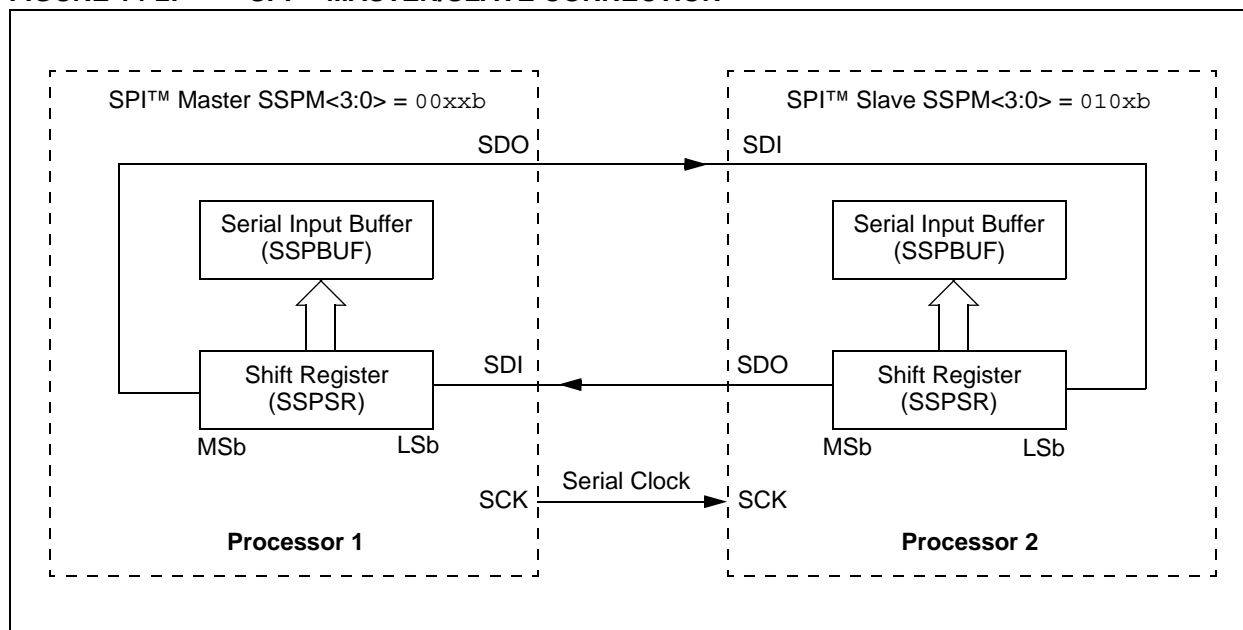 SPI™ Master SSPM<3:0> = 00xxb
SPI™ Slave SSPM<3:0> = 010xb
SDO
SDI
Serial Input Buffer
(SSPBUF)
Serial Input Buffer
(SSPBUF)
SDI
SDO
Shift Register
(SSPSR)
Shift Register
(SSPSR)
MSb
LSb
MSb
LSb
Serial Clock
SCK
SCK
Processor 1
Processor 2